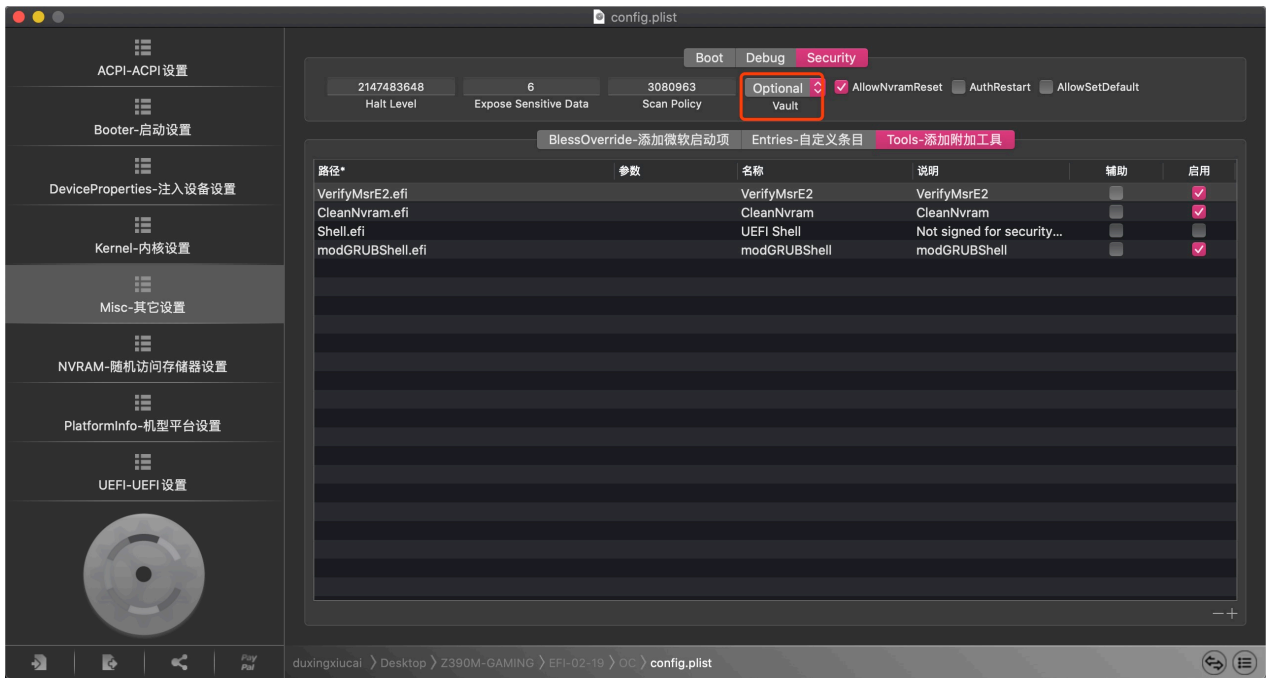 config.plist
ACPI-ACPI设置
Booter-启动设置
DeviceProperties-注入设备设置
Kernel-内核设置
Misc-其它设置
NVRAM-随机访问存储器设置
PlatformInfo-机型平台设置
UEFI-UEFI设置
Boot Debug Security
2147483648 6 3080963 Optional AllowNvramReset AuthRestart AllowSetDefault
Halt Level Expose Sensitive Data Scan Policy Vault
BlessOverride-添加微软启动项 Entries-自定义条目 Tools-添加附加工具
路径* 参数 名称 说明 辅助 启用
VerifyMsrE2.efi VerifyMsrE2 VerifyMsrE2
CleanNvram.efi CleanNvram CleanNvram
Shell.efi UEFI Shell Not signed for security...
modGRUBShell.efi modGRUBShell modGRUBShell
Pay
Pal
duxingxiucai 〉Desktop 〉Z390M-GAMING 〉EFI-02-19 〉OC 〉config.plist